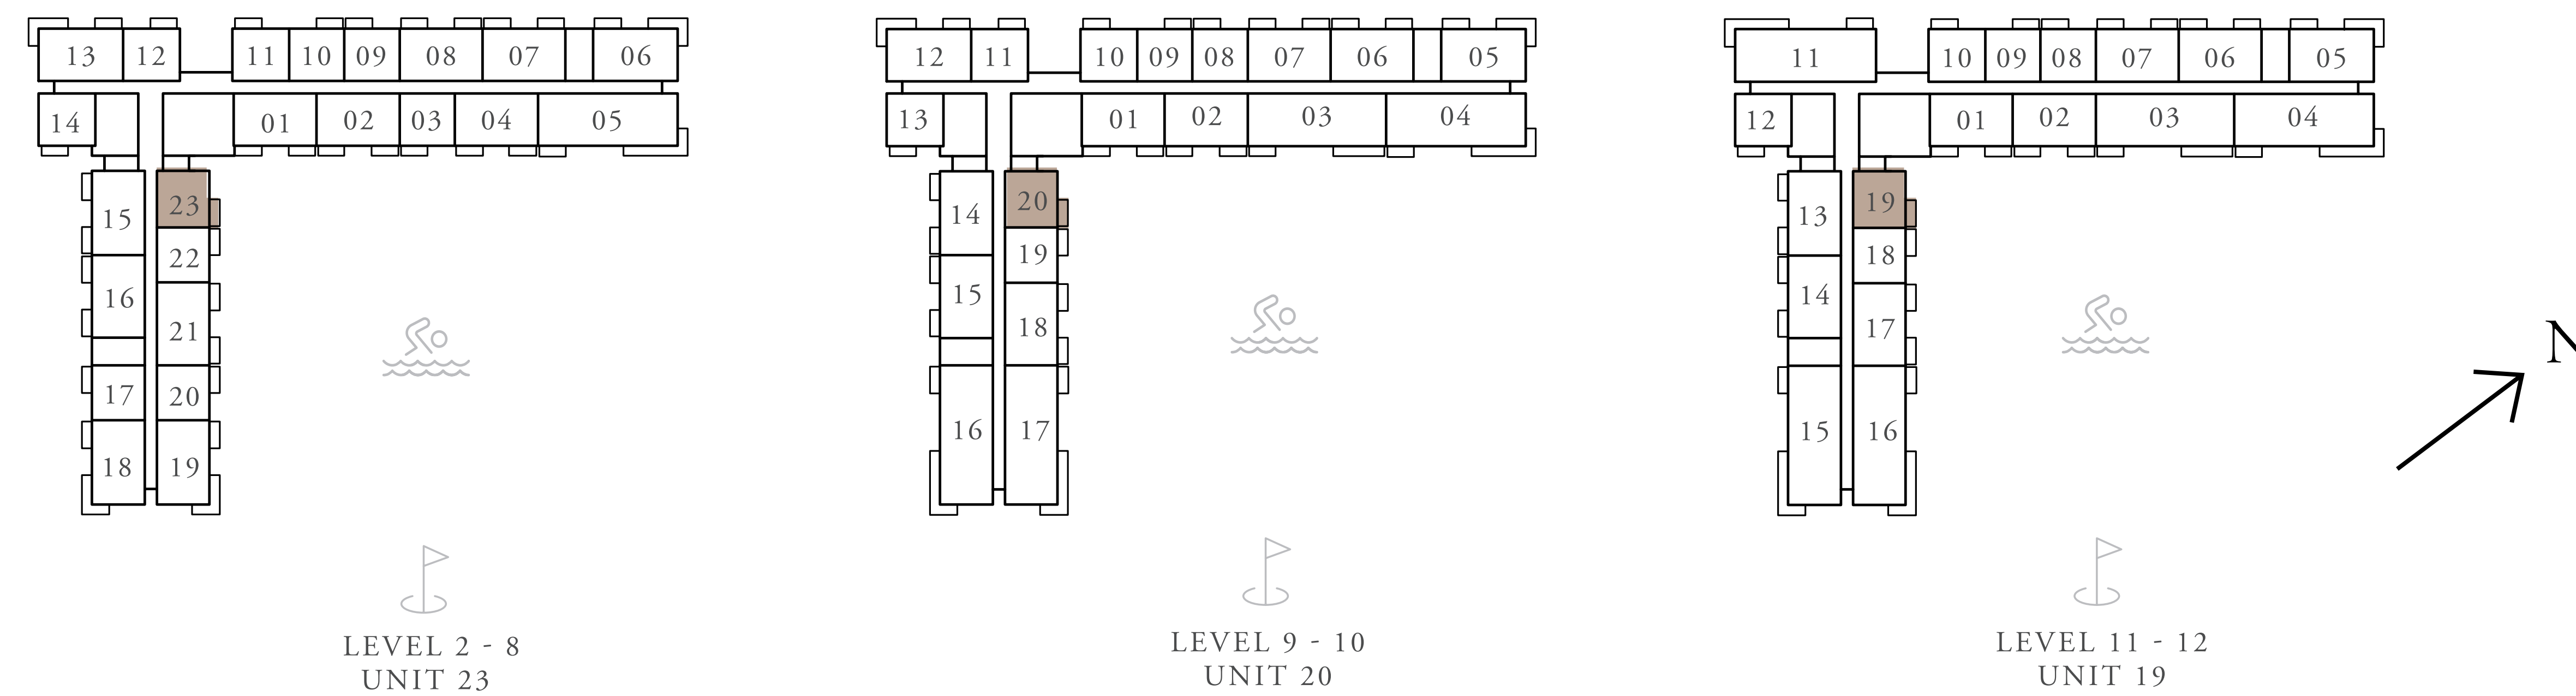 13 12 11 10 09 08 07 06
14 01 02 03 04 05
15 23
22
16
21
17 20
18 19
LEVEL 2 - 8
UNIT 23
12 11 10 09 08 07 06 05
13 01 02 03 04
14 20
19
15
18
16 17
LEVEL 9 - 10
UNIT 20
11 10 09 08 07 06 05
12 01 02 03 04
13 19
18
14
17
15 16
LEVEL 11 - 12
UNIT 19
N